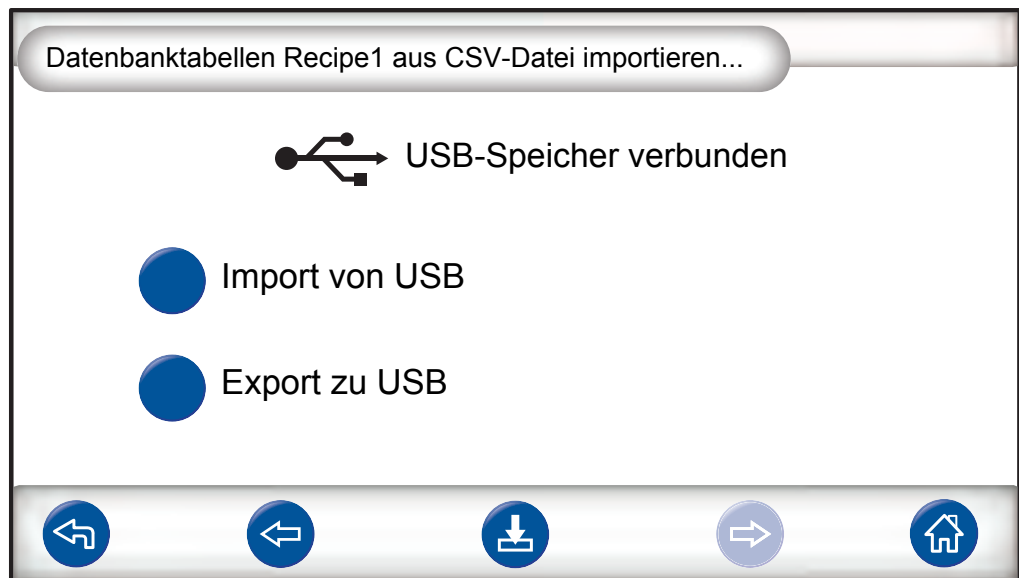 Datenbanktabellen Recipe1 aus CSV-Datei importieren...
USB-Speicher verbunden
Import von USB
Export zu USB